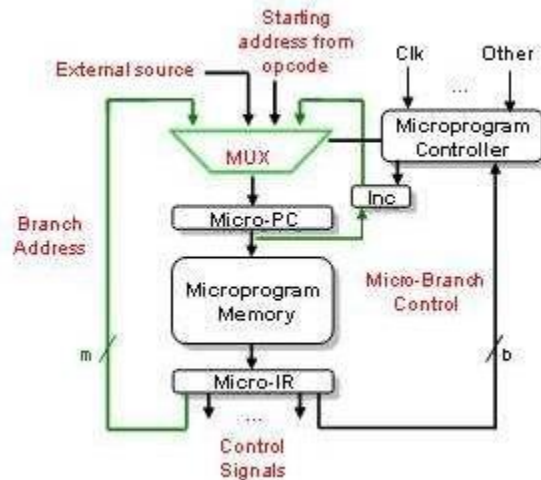 Starting
address from
opcode
External source
Clk
Other
...
Microprogram
Controller
MUX
Inc
Micro-PC
Branch
Address
Microprogram
Memory
Micro-Branch
Control
m
b
Micro-IR
...
Control
Signals